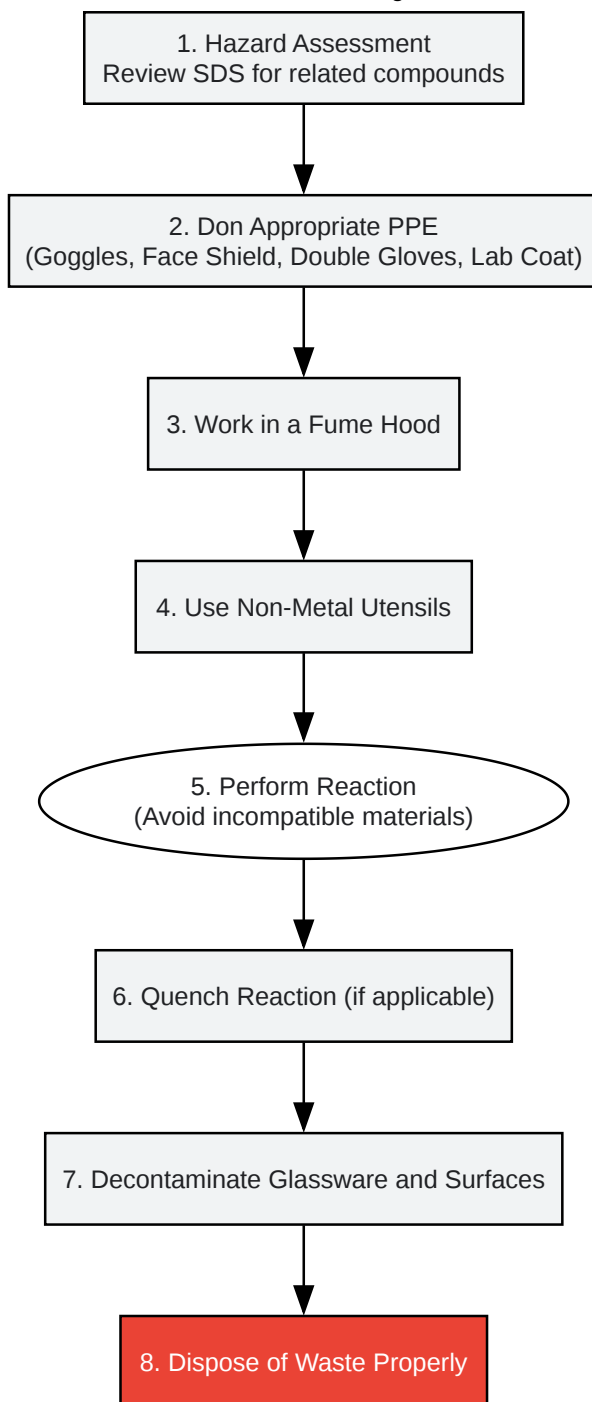 1. Hazard Assessment
Review SDS for related compounds
2. Don Appropriate PPE
(Goggles, Face Shield, Double Gloves, Lab Coat)
3. Work in a Fume Hood
4. Use Non-Metal Utensils
5. Perform Reaction
(Avoid incompatible materials)
6. Quench Reaction (if applicable)
7. Decontaminate Glassware and Surfaces
8. Dispose of Waste Properly